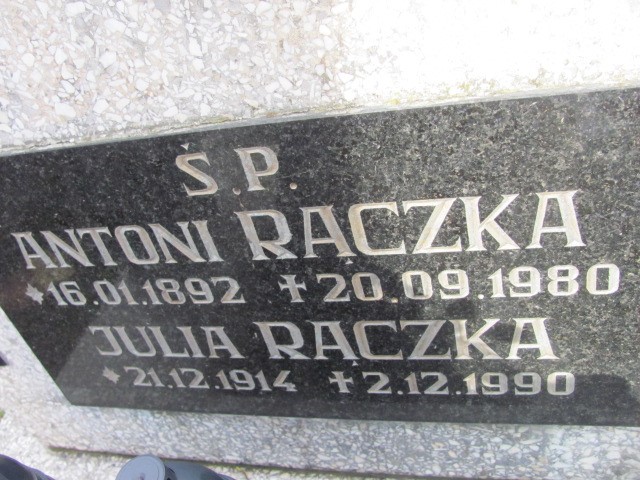 Ś.P.
ANTONI RĄCZKA
*16.01.1892 ✝20.09.1980
JULIA RĄCZKA
*21.12.1914 ✝2.12.1990